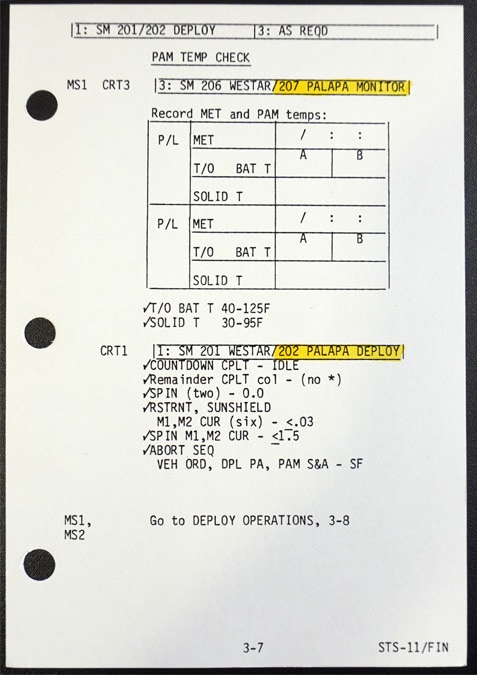 1: SM 201/202 DEPLOY 3: AS REQD
PAM TEMP CHECK
MS1 CRT3 3: SM 206 WESTAR/207 PALAPA MONITOR
Record MET and PAM temps:
P/L MET / : :
T/O BAT T A B
SOLID T
P/L MET / : :
T/O BAT T A B
SOLID T
✓T/O BAT T 40-125F
✓SOLID T 30-95F
CRT1 1: SM 201 WESTAR/202 PALAPA DEPLOY
✓COUNTDOWN CPLT - IDLE
✓Remainder CPLT col - (no *)
✓SPIN (two) - 0.0
✓RSTRNT, SUNSHIELD
M1,M2 CUR (six) - ≤.03
✓SPIN M1,M2 CUR - ≤1.5
✓ABORT SEQ
VEH ORD, DPL PA, PAM S&A - SF
MS1, Go to DEPLOY OPERATIONS, 3-8
MS2
3-7 STS-11/FIN